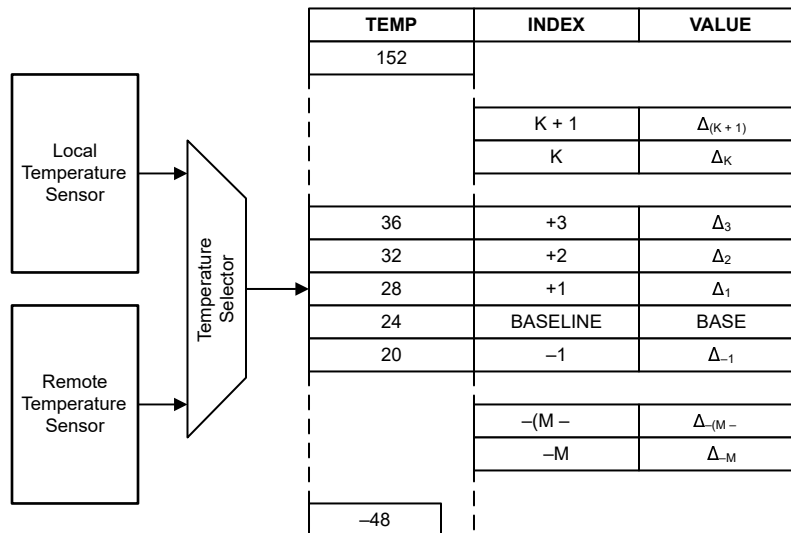 TEMP INDEX VALUE
152
K + 1 Δ(K + 1)
K ΔK
Local
Temperature
Sensor
36 +3 Δ3
32 +2 Δ2
28 +1 Δ1
24 BASELINE BASE
20 –1 Δ–1
Temperature
Selector
Remote
Temperature
Sensor
–(M – Δ–(M –
–M Δ–M
–48